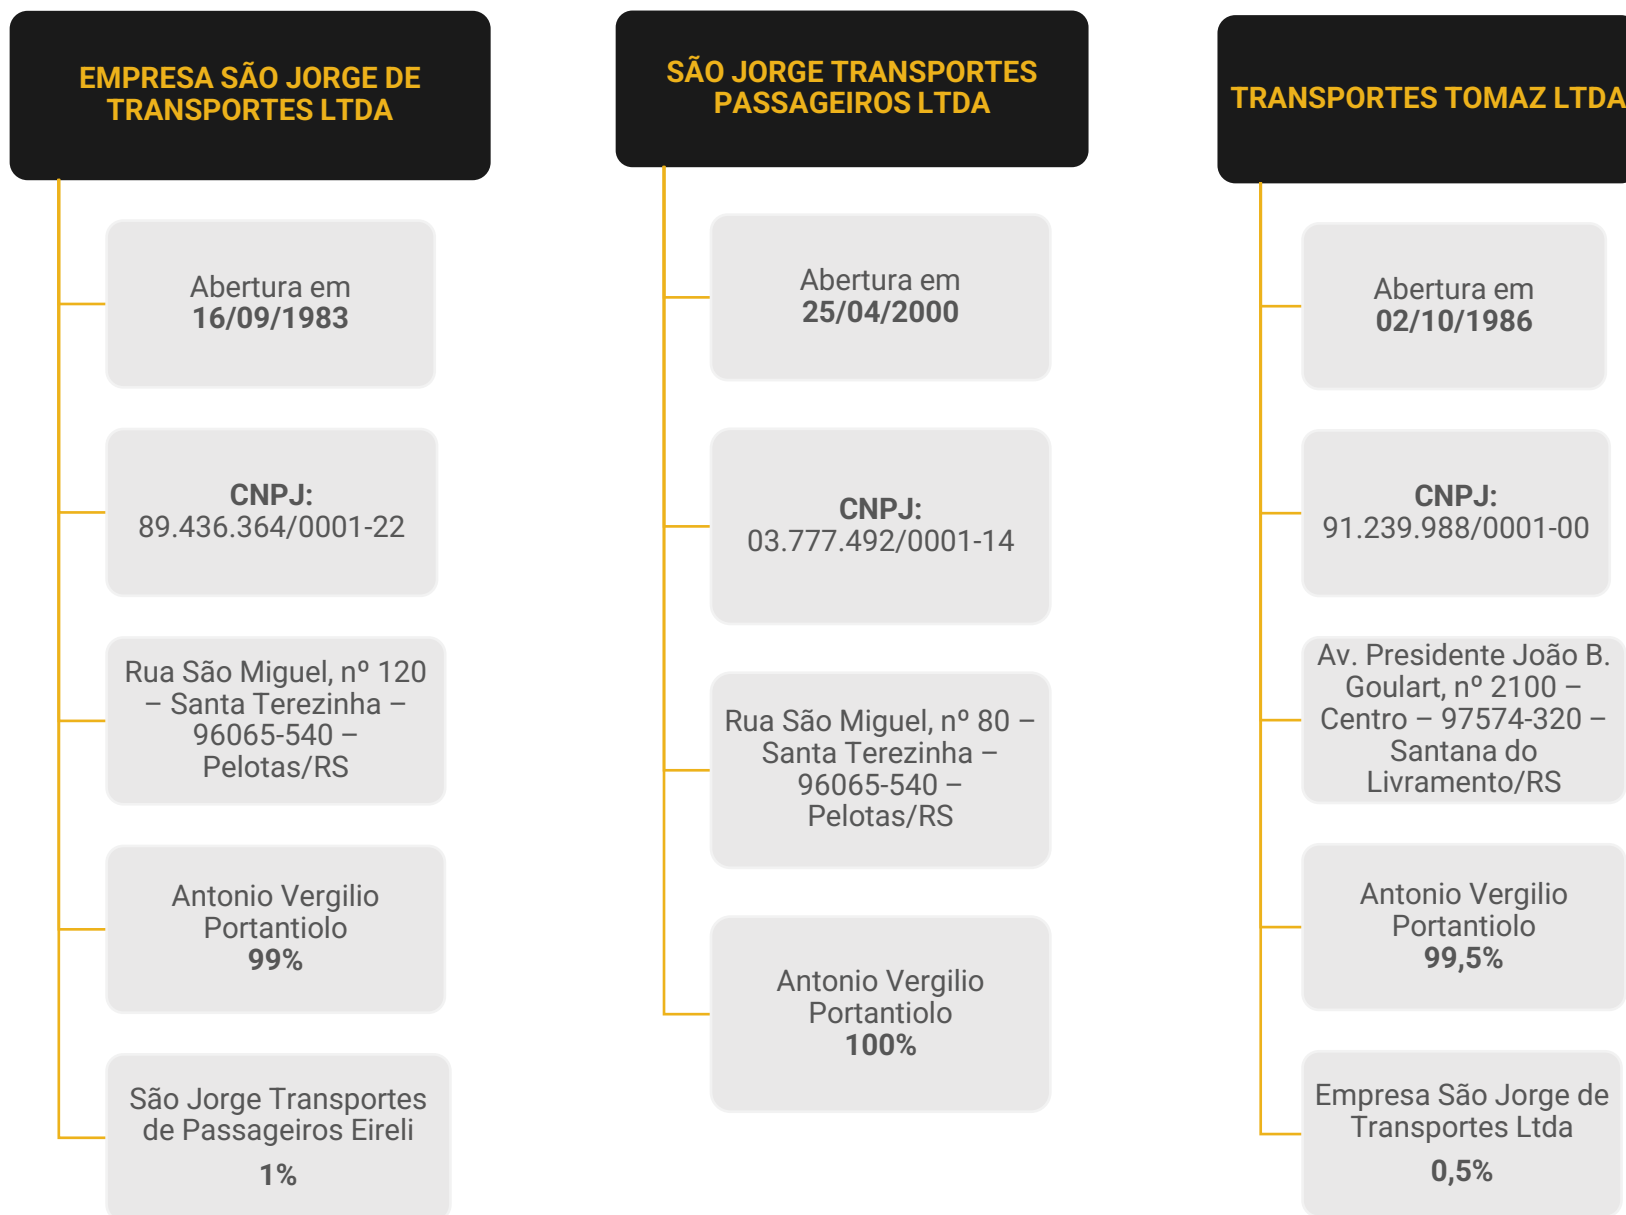 EMPRESA SÃO JORGE DE
TRANSPORTES LTDA
Abertura em
16/09/1983
CNPJ:
89.436.364/0001-22
Rua São Miguel, nº 120
– Santa Terezinha –
96065-540 –
Pelotas/RS
Antonio Vergilio
Portantiolo
99%
São Jorge Transportes
de Passageiros Eireli
1%
SÃO JORGE TRANSPORTES
PASSAGEIROS LTDA
Abertura em
25/04/2000
CNPJ:
03.777.492/0001-14
Rua São Miguel, nº 80 –
Santa Terezinha –
96065-540 –
Pelotas/RS
Antonio Vergilio
Portantiolo
100%
TRANSPORTES TOMAZ LTDA
Abertura em
02/10/1986
CNPJ:
91.239.988/0001-00
Av. Presidente João B.
Goulart, nº 2100 –
Centro – 97574-320 –
Santana do
Livramento/RS
Antonio Vergilio
Portantiolo
99,5%
Empresa São Jorge de
Transportes Ltda
0,5%